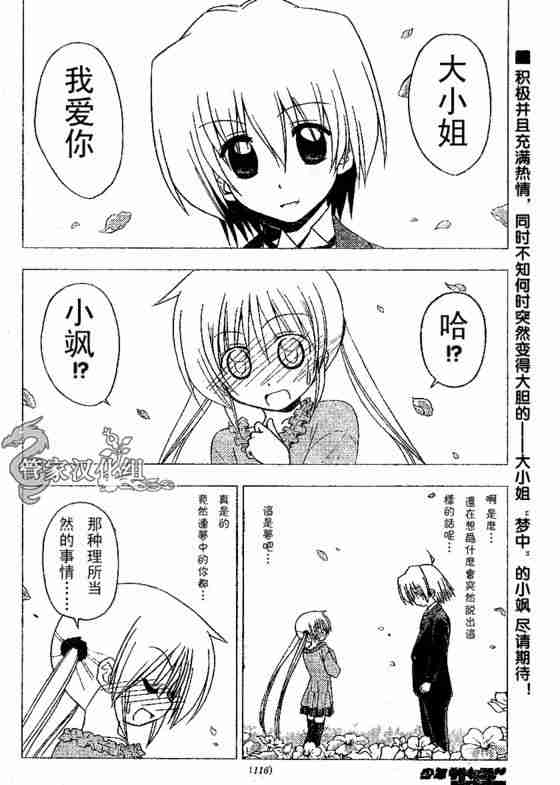 ■积极并且充满热情，同时不知何时突然变得大胆的——大小姐“梦中”的小飒 尽请期待！
大小姐
我爱你
哈
!?
小飒
!?
管家汉化组
啊 是麼…
還在想為什麼會突然說出這
樣的話呢…
這是夢吧…
真是的
竟然連夢中的你都…
那种理所当
然的事情……
(116)